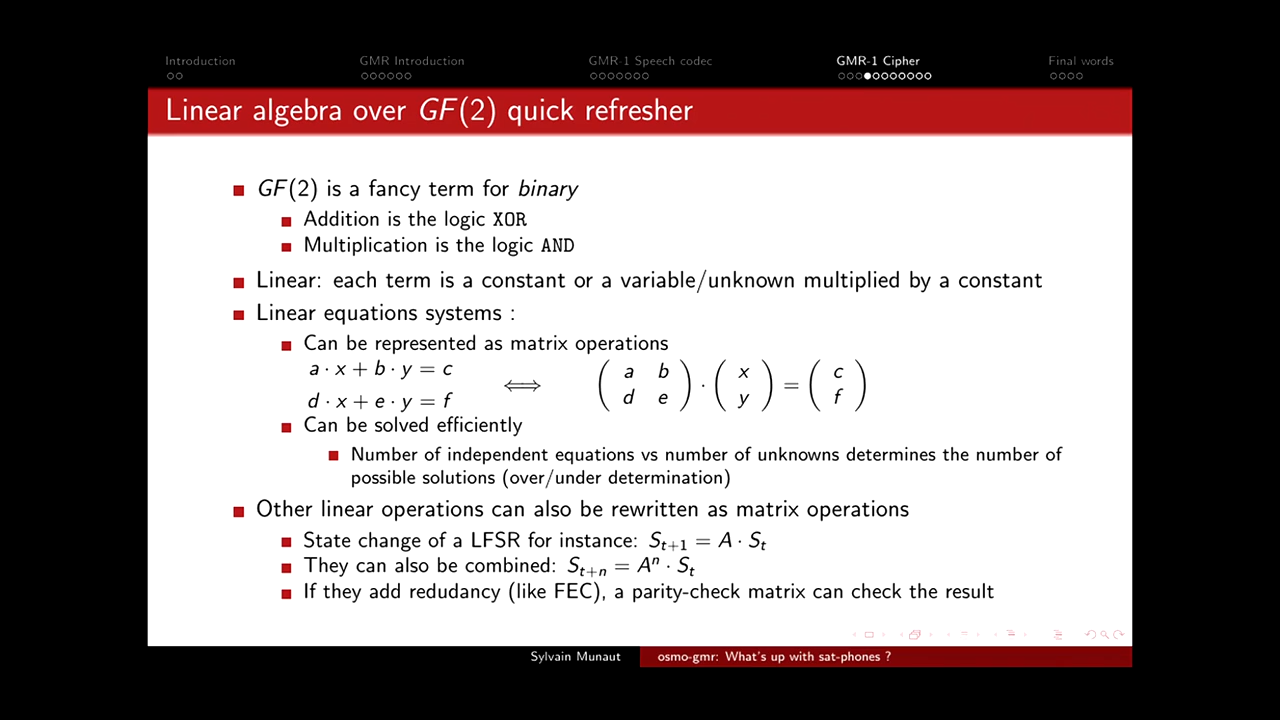 Introduction GMR Introduction GMR-1 Speech codec GMR-1 Cipher Final words
Linear algebra over GF(2) quick refresher
GF(2) is a fancy term for binary
Addition is the logic XOR
Multiplication is the logic AND
Linear: each term is a constant or a variable/unknown multiplied by a constant
Linear equations systems :
Can be represented as matrix operations
a · x + b · y = c
d · x + e · y = f
⟺
( a b
d e ) · ( x
y ) = ( c
f )
Can be solved efficiently
Number of independent equations vs number of unknowns determines the number of
possible solutions (over/under determination)
Other linear operations can also be rewritten as matrix operations
State change of a LFSR for instance: Sₜ₊₁ = A · Sₜ
They can also be combined: Sₜ₊ₙ = Aⁿ · Sₜ
If they add redudancy (like FEC), a parity-check matrix can check the result
Sylvain Munaut osmo-gmr: What's up with sat-phones ?